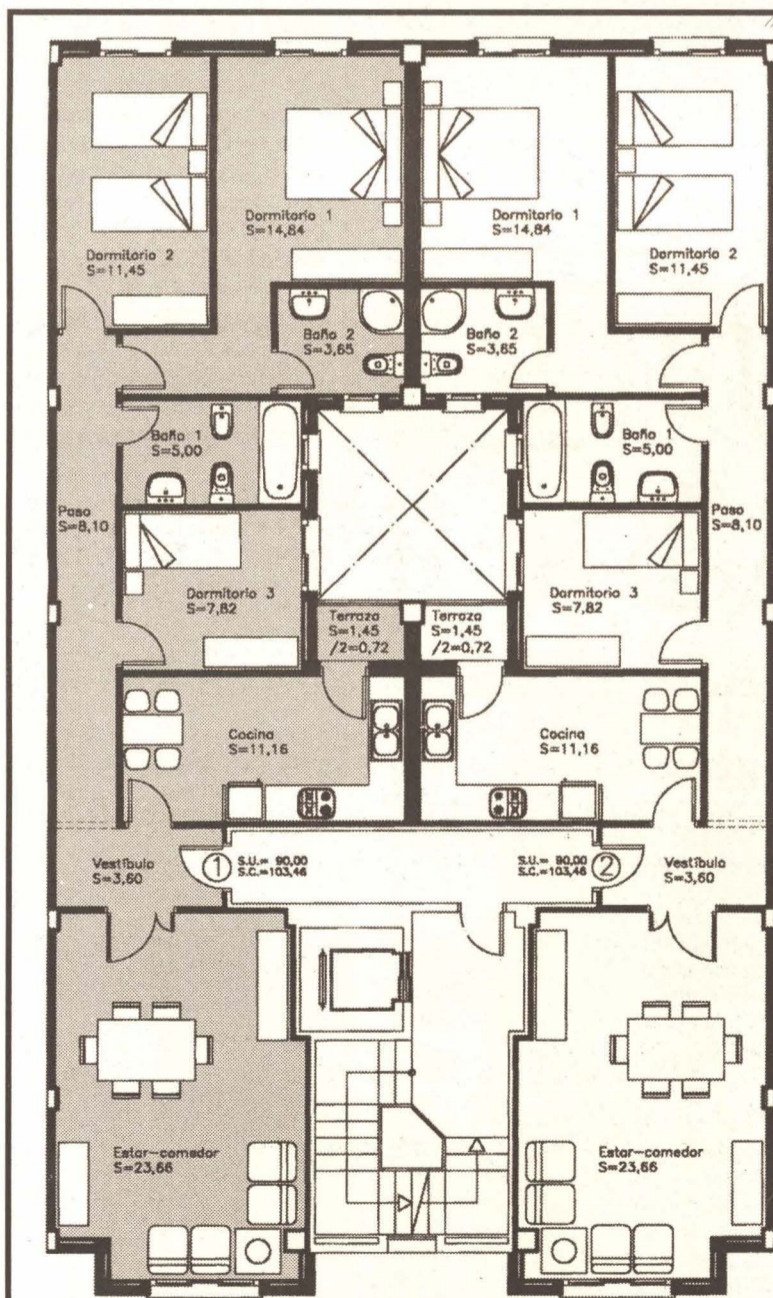 Dormitorio 1
S=14,84
Dormitorio 1
S=14,84
Dormitorio 2
S=11,45
Dormitorio 2
S=11,45
Baño 2
S=3,65
Baño 2
S=3,65
Baño 1
S=5,00
Baño 1
S=5,00
Paso
S=8,10
Paso
S=8,10
Dormitorio 3
S=7,82
Dormitorio 3
S=7,82
Terraza
S=1,45
/2=0,72
Terraza
S=1,45
/2=0,72
Cocina
S=11,16
Cocina
S=11,16
Vestíbulo
S=3,60
1
S.U.= 90,00
S.C.=103,46
S.U.= 90,00
S.C.=103,46
2
Vestíbulo
S=3,60
Estar-comedor
S=23,66
Estar-comedor
S=23,66